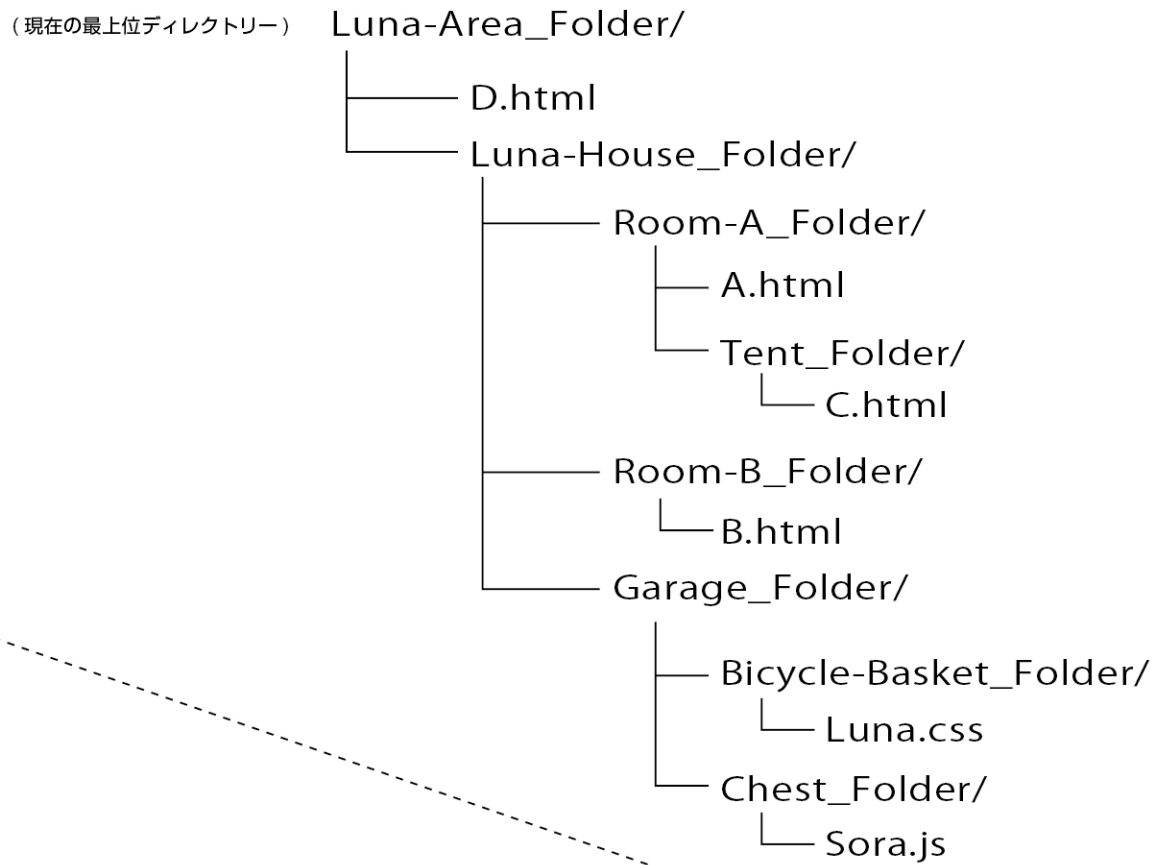 (現在の最上位ディレクトリー) Luna-Area_Folder/
D.html
Luna-House_Folder/
Room-A_Folder/
A.html
Tent_Folder/
C.html
Room-B_Folder/
B.html
Garage_Folder/
Bicycle-Basket_Folder/
Luna.css
Chest_Folder/
Sora.js